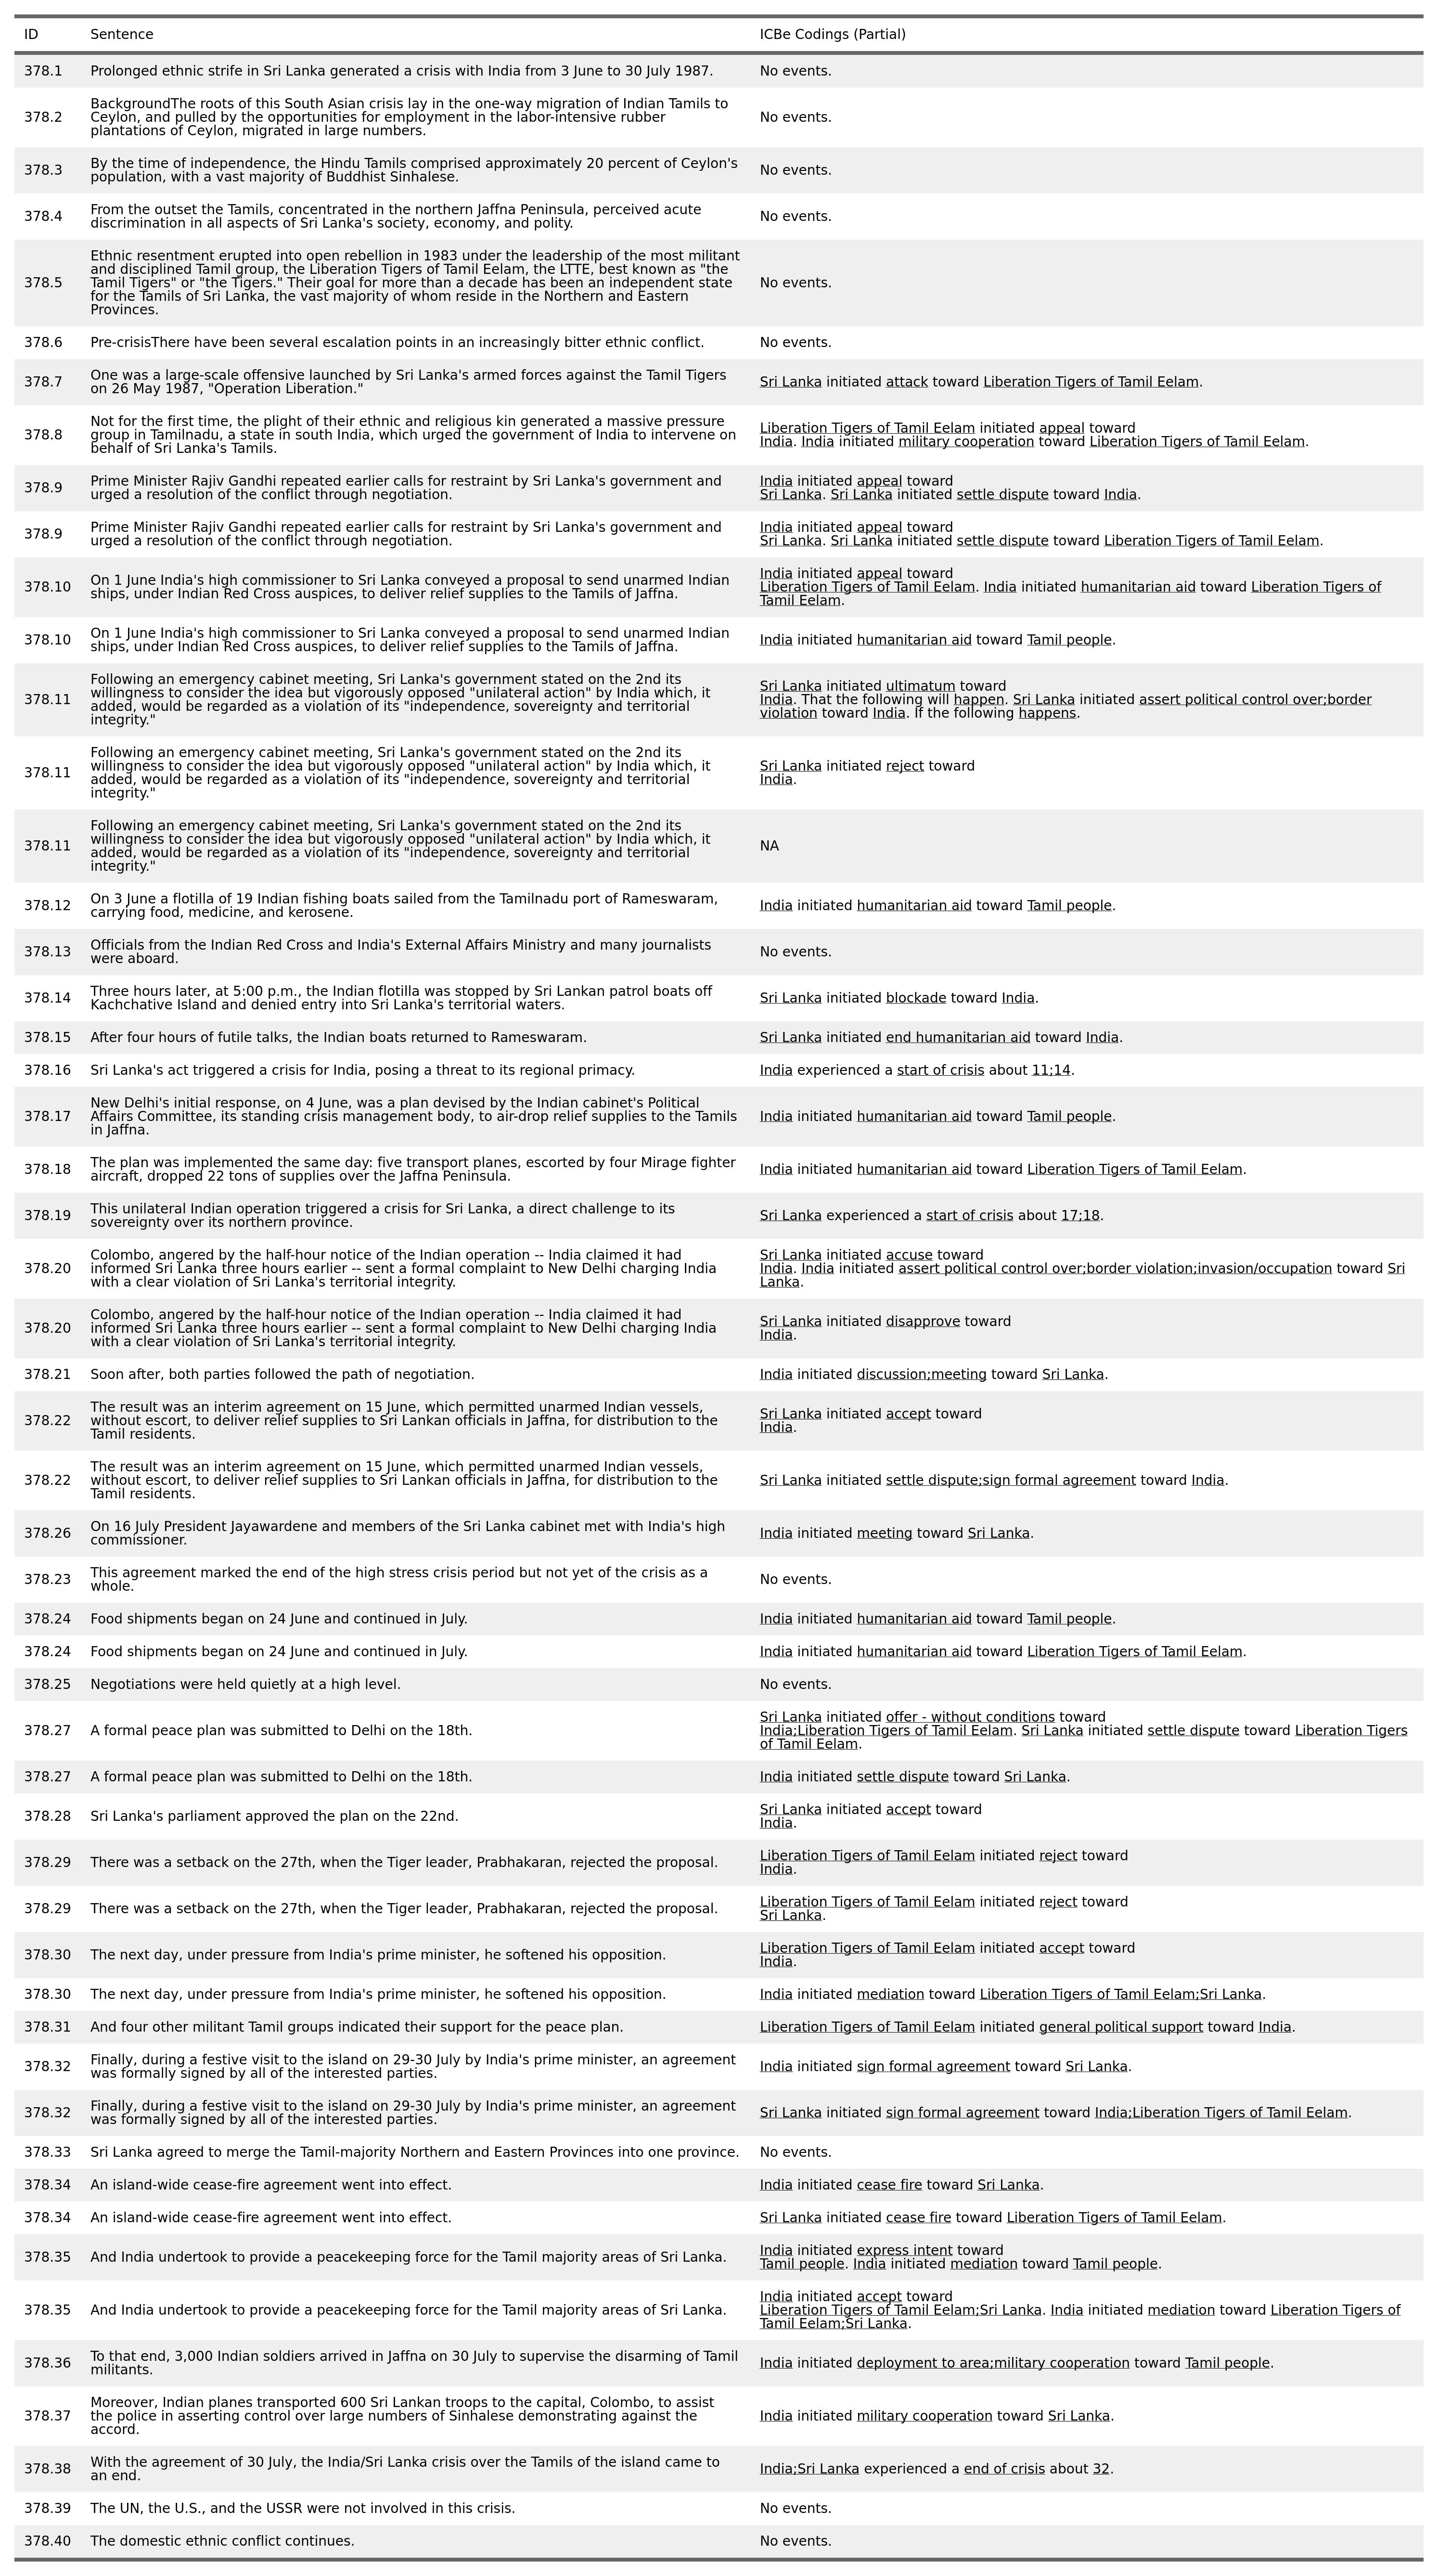 ID Sentence ICBe Codings (Partial)
378.1 Prolonged ethnic strife in Sri Lanka generated a crisis with India from 3 June to 30 July 1987. No events.
378.2 BackgroundThe roots of this South Asian crisis lay in the one-way migration of Indian Tamils to
Ceylon, and pulled by the opportunities for employment in the labor-intensive rubber
plantations of Ceylon, migrated in large numbers. No events.
378.3 By the time of independence, the Hindu Tamils comprised approximately 20 percent of Ceylon's
population, with a vast majority of Buddhist Sinhalese. No events.
378.4 From the outset the Tamils, concentrated in the northern Jaffna Peninsula, perceived acute
discrimination in all aspects of Sri Lanka's society, economy, and polity. No events.
378.5 Ethnic resentment erupted into open rebellion in 1983 under the leadership of the most militant
and disciplined Tamil group, the Liberation Tigers of Tamil Eelam, the LTTE, best known as "the
Tamil Tigers" or "the Tigers." Their goal for more than a decade has been an independent state
for the Tamils of Sri Lanka, the vast majority of whom reside in the Northern and Eastern
Provinces. No events.
378.6 Pre-crisisThere have been several escalation points in an increasingly bitter ethnic conflict. No events.
378.7 One was a large-scale offensive launched by Sri Lanka's armed forces against the Tamil Tigers
on 26 May 1987, "Operation Liberation."
Sri Lanka initiated attack toward Liberation Tigers of Tamil Eelam.
378.8 Not for the first time, the plight of their ethnic and religious kin generated a massive pressure
group in Tamilnadu, a state in south India, which urged the government of India to intervene on
behalf of Sri Lanka's Tamils.
Liberation Tigers of Tamil Eelam initiated appeal toward
India. India initiated military cooperation toward Liberation Tigers of Tamil Eelam.
378.9 Prime Minister Rajiv Gandhi repeated earlier calls for restraint by Sri Lanka's government and
urged a resolution of the conflict through negotiation.
India initiated appeal toward
Sri Lanka. Sri Lanka initiated settle dispute toward India.
378.9 Prime Minister Rajiv Gandhi repeated earlier calls for restraint by Sri Lanka's government and
urged a resolution of the conflict through negotiation.
India initiated appeal toward
Sri Lanka. Sri Lanka initiated settle dispute toward Liberation Tigers of Tamil Eelam.
378.10 On 1 June India's high commissioner to Sri Lanka conveyed a proposal to send unarmed Indian
ships, under Indian Red Cross auspices, to deliver relief supplies to the Tamils of Jaffna.
India initiated appeal toward
Liberation Tigers of Tamil Eelam. India initiated humanitarian aid toward Liberation Tigers of
Tamil Eelam.
378.10 On 1 June India's high commissioner to Sri Lanka conveyed a proposal to send unarmed Indian
ships, under Indian Red Cross auspices, to deliver relief supplies to the Tamils of Jaffna.
India initiated humanitarian aid toward Tamil people.
378.11 Following an emergency cabinet meeting, Sri Lanka's government stated on the 2nd its
willingness to consider the idea but vigorously opposed "unilateral action" by India which, it
added, would be regarded as a violation of its "independence, sovereignty and territorial
integrity."
Sri Lanka initiated ultimatum toward
India. That the following will happen. Sri Lanka initiated assert political control over;border
violation toward India. If the following happens.
378.11 Following an emergency cabinet meeting, Sri Lanka's government stated on the 2nd its
willingness to consider the idea but vigorously opposed "unilateral action" by India which, it
added, would be regarded as a violation of its "independence, sovereignty and territorial
integrity."
Sri Lanka initiated reject toward
India.
378.11 Following an emergency cabinet meeting, Sri Lanka's government stated on the 2nd its
willingness to consider the idea but vigorously opposed "unilateral action" by India which, it
added, would be regarded as a violation of its "independence, sovereignty and territorial
integrity."
NA
378.12 On 3 June a flotilla of 19 Indian fishing boats sailed from the Tamilnadu port of Rameswaram,
carrying food, medicine, and kerosene.
India initiated humanitarian aid toward Tamil people.
378.13 Officials from the Indian Red Cross and India's External Affairs Ministry and many journalists
were aboard.
No events.
378.14 Three hours later, at 5:00 p.m., the Indian flotilla was stopped by Sri Lankan patrol boats off
Kachchative Island and denied entry into Sri Lanka's territorial waters.
Sri Lanka initiated blockade toward India.
378.15 After four hours of futile talks, the Indian boats returned to Rameswaram. Sri Lanka initiated end humanitarian aid toward India.
378.16 Sri Lanka's act triggered a crisis for India, posing a threat to its regional primacy. India experienced a start of crisis about 11;14.
378.17 New Delhi's initial response, on 4 June, was a plan devised by the Indian cabinet's Political
Affairs Committee, its standing crisis management body, to air-drop relief supplies to the Tamils
in Jaffna.
India initiated humanitarian aid toward Tamil people.
378.18 The plan was implemented the same day: five transport planes, escorted by four Mirage fighter
aircraft, dropped 22 tons of supplies over the Jaffna Peninsula.
India initiated humanitarian aid toward Liberation Tigers of Tamil Eelam.
378.19 This unilateral Indian operation triggered a crisis for Sri Lanka, a direct challenge to its
sovereignty over its northern province.
Sri Lanka experienced a start of crisis about 17;18.
378.20 Colombo, angered by the half-hour notice of the Indian operation -- India claimed it had
informed Sri Lanka three hours earlier -- sent a formal complaint to New Delhi charging India
with a clear violation of Sri Lanka's territorial integrity.
Sri Lanka initiated accuse toward
India. India initiated assert political control over;border violation;invasion/occupation toward Sri
Lanka.
378.20 Colombo, angered by the half-hour notice of the Indian operation -- India claimed it had
informed Sri Lanka three hours earlier -- sent a formal complaint to New Delhi charging India
with a clear violation of Sri Lanka's territorial integrity.
Sri Lanka initiated disapprove toward
India.
378.21 Soon after, both parties followed the path of negotiation. India initiated discussion;meeting toward Sri Lanka.
378.22 The result was an interim agreement on 15 June, which permitted unarmed Indian vessels,
without escort, to deliver relief supplies to Sri Lankan officials in Jaffna, for distribution to the
Tamil residents.
Sri Lanka initiated accept toward
India.
378.22 The result was an interim agreement on 15 June, which permitted unarmed Indian vessels,
without escort, to deliver relief supplies to Sri Lankan officials in Jaffna, for distribution to the
Tamil residents.
Sri Lanka initiated settle dispute;sign formal agreement toward India.
378.26 On 16 July President Jayawardene and members of the Sri Lanka cabinet met with India's high
commissioner.
India initiated meeting toward Sri Lanka.
378.23 This agreement marked the end of the high stress crisis period but not yet of the crisis as a
whole.
No events.
378.24 Food shipments began on 24 June and continued in July. India initiated humanitarian aid toward Tamil people.
378.24 Food shipments began on 24 June and continued in July. India initiated humanitarian aid toward Liberation Tigers of Tamil Eelam.
378.25 Negotiations were held quietly at a high level. No events.
378.27 A formal peace plan was submitted to Delhi on the 18th.
Sri Lanka initiated offer - without conditions toward
India;Liberation Tigers of Tamil Eelam. Sri Lanka initiated settle dispute toward Liberation Tigers
of Tamil Eelam.
378.27 A formal peace plan was submitted to Delhi on the 18th. India initiated settle dispute toward Sri Lanka.
378.28 Sri Lanka's parliament approved the plan on the 22nd.
Sri Lanka initiated accept toward
India.
378.29 There was a setback on the 27th, when the Tiger leader, Prabhakaran, rejected the proposal.
Liberation Tigers of Tamil Eelam initiated reject toward
India.
378.29 There was a setback on the 27th, when the Tiger leader, Prabhakaran, rejected the proposal.
Liberation Tigers of Tamil Eelam initiated reject toward
Sri Lanka.
378.30 The next day, under pressure from India's prime minister, he softened his opposition.
Liberation Tigers of Tamil Eelam initiated accept toward
India.
378.30 The next day, under pressure from India's prime minister, he softened his opposition. India initiated mediation toward Liberation Tigers of Tamil Eelam;Sri Lanka.
378.31 And four other militant Tamil groups indicated their support for the peace plan. Liberation Tigers of Tamil Eelam initiated general political support toward India.
378.32 Finally, during a festive visit to the island on 29-30 July by India's prime minister, an agreement
was formally signed by all of the interested parties.
India initiated sign formal agreement toward Sri Lanka.
378.32 Finally, during a festive visit to the island on 29-30 July by India's prime minister, an agreement
was formally signed by all of the interested parties.
Sri Lanka initiated sign formal agreement toward India;Liberation Tigers of Tamil Eelam.
378.33 Sri Lanka agreed to merge the Tamil-majority Northern and Eastern Provinces into one province. No events.
378.34 An island-wide cease-fire agreement went into effect. India initiated cease fire toward Sri Lanka.
378.34 An island-wide cease-fire agreement went into effect. Sri Lanka initiated cease fire toward Liberation Tigers of Tamil Eelam.
378.35 And India undertook to provide a peacekeeping force for the Tamil majority areas of Sri Lanka.
India initiated express intent toward
Tamil people. India initiated mediation toward Tamil people.
378.35 And India undertook to provide a peacekeeping force for the Tamil majority areas of Sri Lanka.
India initiated accept toward
Liberation Tigers of Tamil Eelam;Sri Lanka. India initiated mediation toward Liberation Tigers of
Tamil Eelam;Sri Lanka.
378.36 To that end, 3,000 Indian soldiers arrived in Jaffna on 30 July to supervise the disarming of Tamil
militants.
India initiated deployment to area;military cooperation toward Tamil people.
378.37 Moreover, Indian planes transported 600 Sri Lankan troops to the capital, Colombo, to assist
the police in asserting control over large numbers of Sinhalese demonstrating against the
accord.
India initiated military cooperation toward Sri Lanka.
378.38 With the agreement of 30 July, the India/Sri Lanka crisis over the Tamils of the island came to
an end.
India;Sri Lanka experienced a end of crisis about 32.
378.39 The UN, the U.S., and the USSR were not involved in this crisis. No events.
378.40 The domestic ethnic conflict continues. No events.